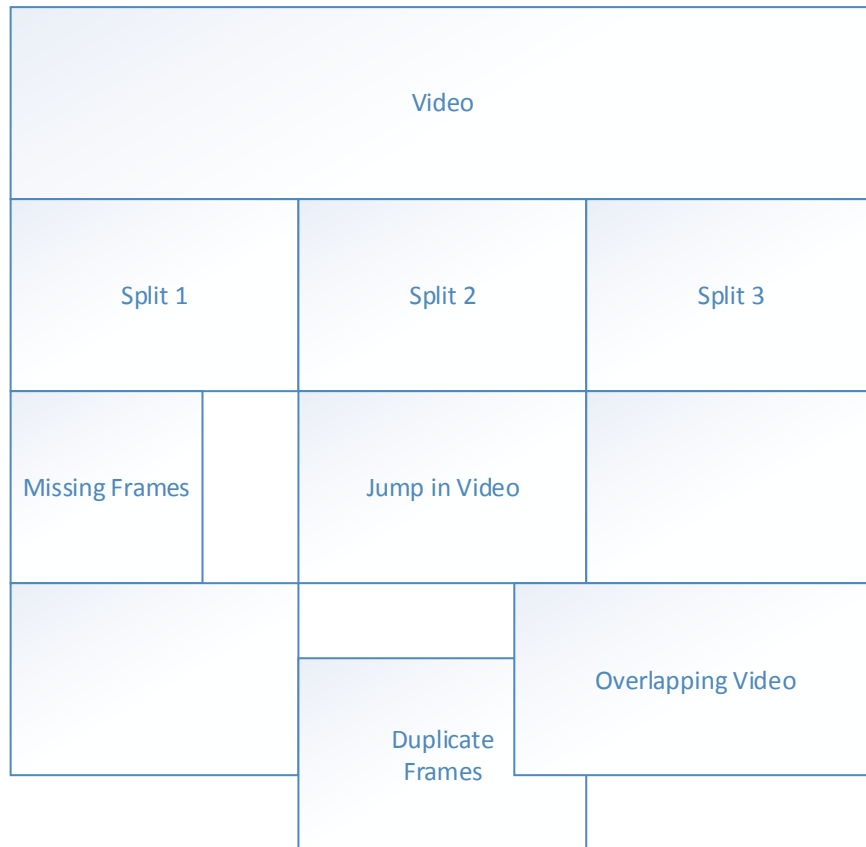 Video
Split 1
Split 2
Split 3
Missing Frames
Jump in Video
Overlapping Video
Duplicate
Frames